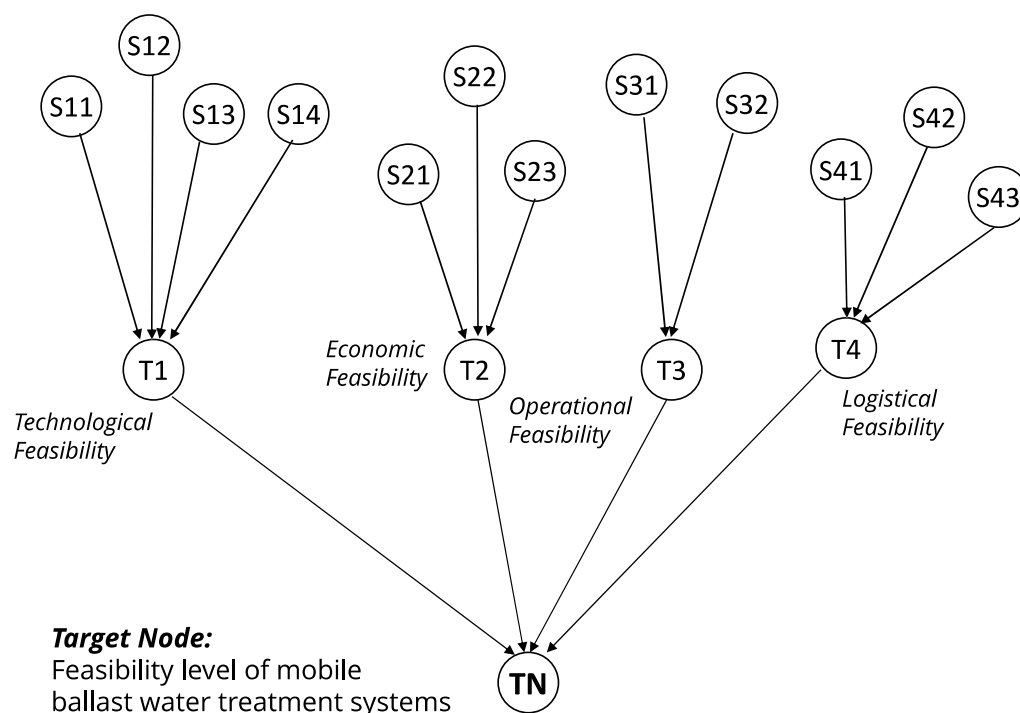 S12
S22
S31
S32
S11
S13
S14
S42
S21
S23
S41
S43
T1
Economic
Feasibility
T2
T3
T4
Technological
Feasibility
Operational
Feasibility
Logistical
Feasibility
Target Node:
Feasibility level of mobile
ballast water treatment systems
TN